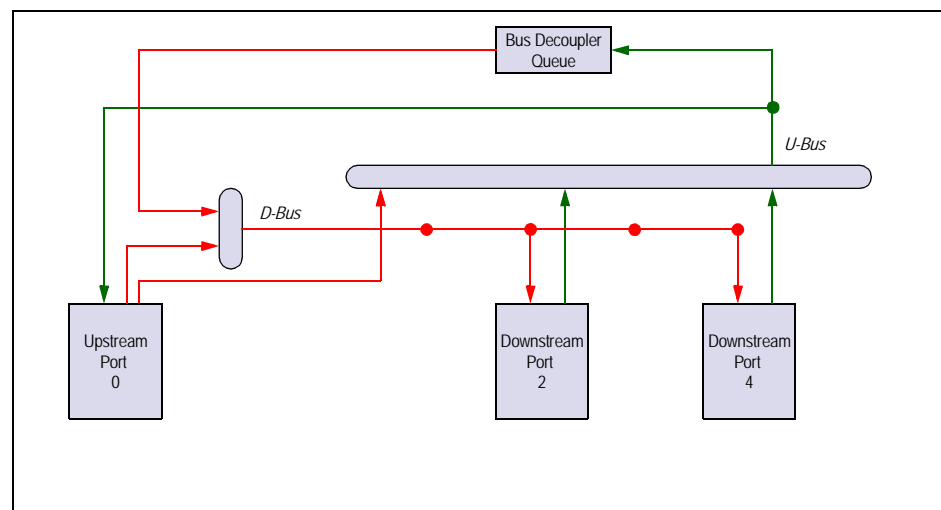 Bus Decoupler
Queue
U-Bus
D-Bus
Upstream
Port
0
Downstream
Port
2
Downstream
Port
4